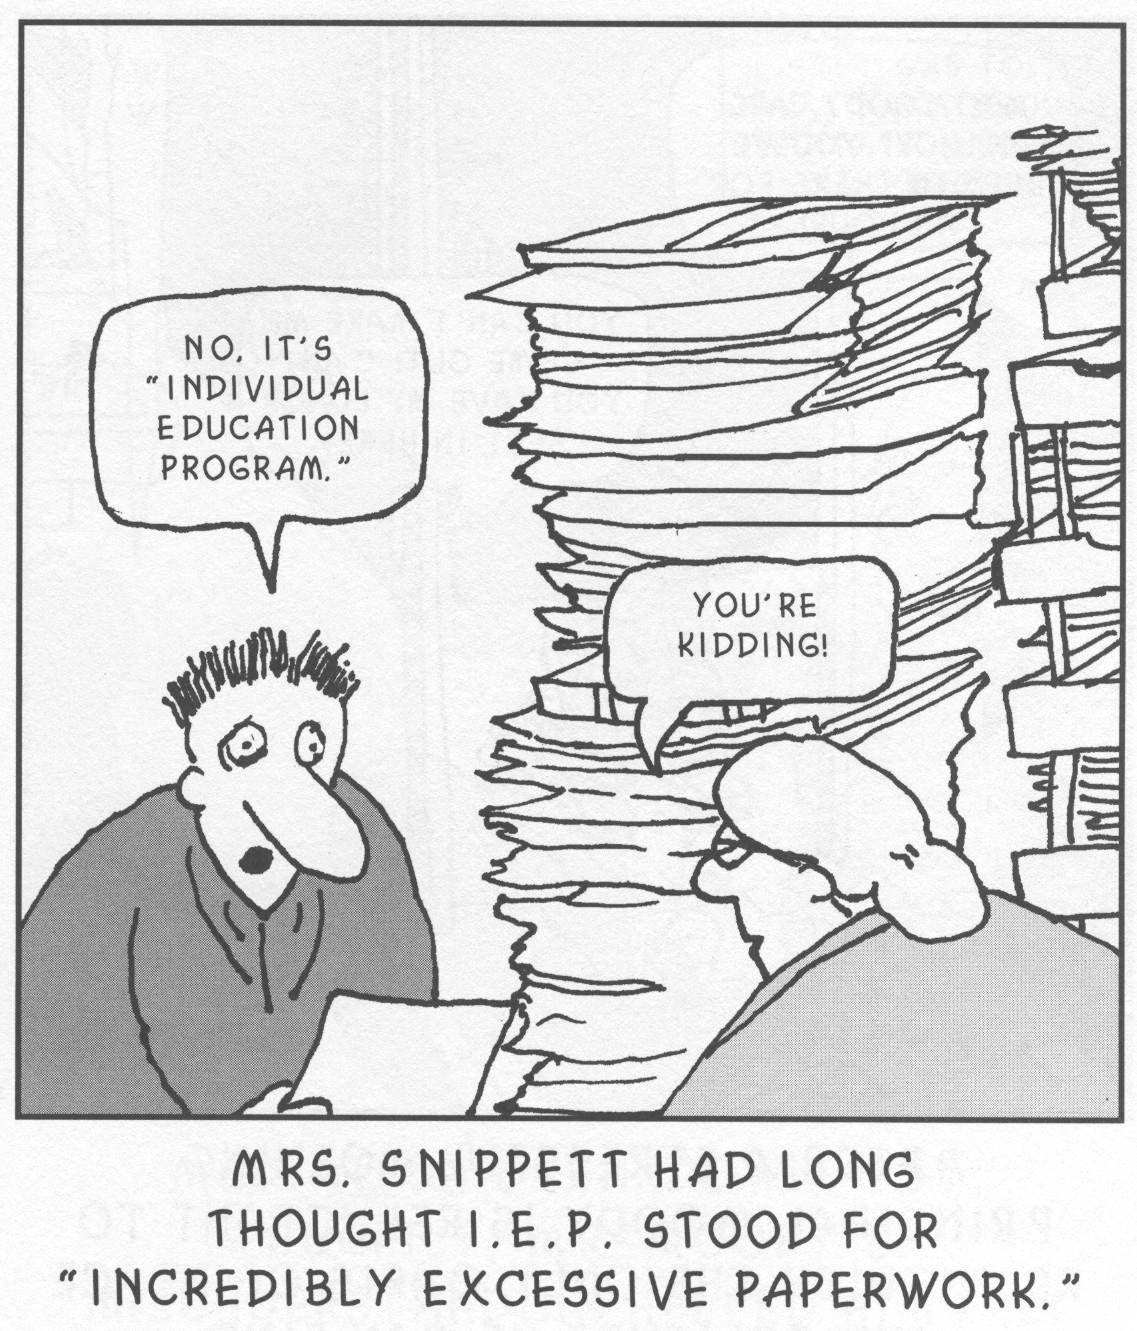 NO, IT'S
"INDIVIDUAL
EDUCATION
PROGRAM."
YOU'RE
KIDDING!
MRS. SNIPPETT HAD LONG
THOUGHT I.E.P. STOOD FOR
"INCREDIBLY EXCESSIVE PAPERWORK."